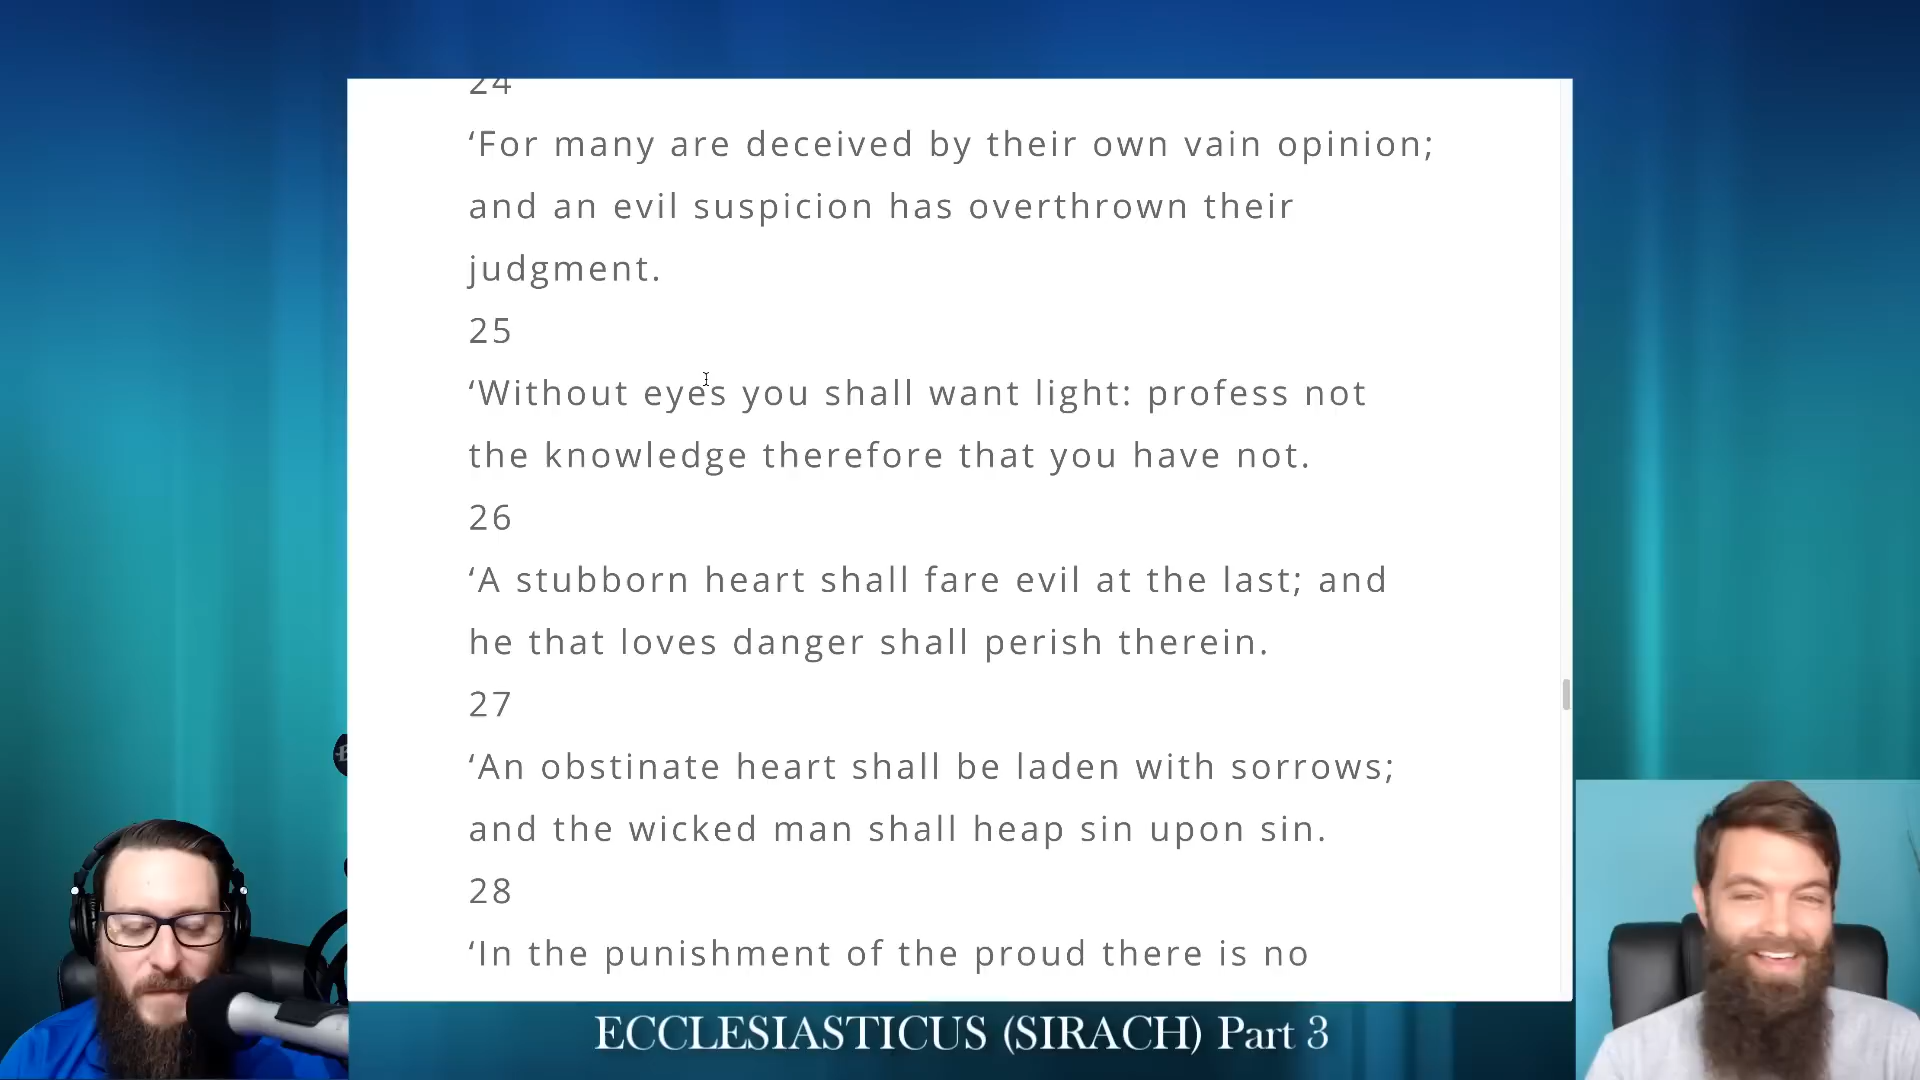 24
‘For many are deceived by their own vain opinion;
and an evil suspicion has overthrown their
judgment.
25
‘Without eyes you shall want light: profess not
the knowledge therefore that you have not.
26
‘A stubborn heart shall fare evil at the last; and
he that loves danger shall perish therein.
27
‘An obstinate heart shall be laden with sorrows;
and the wicked man shall heap sin upon sin.
28
‘In the punishment of the proud there is no
ECCLESIASTICUS (SIRACH) Part 3